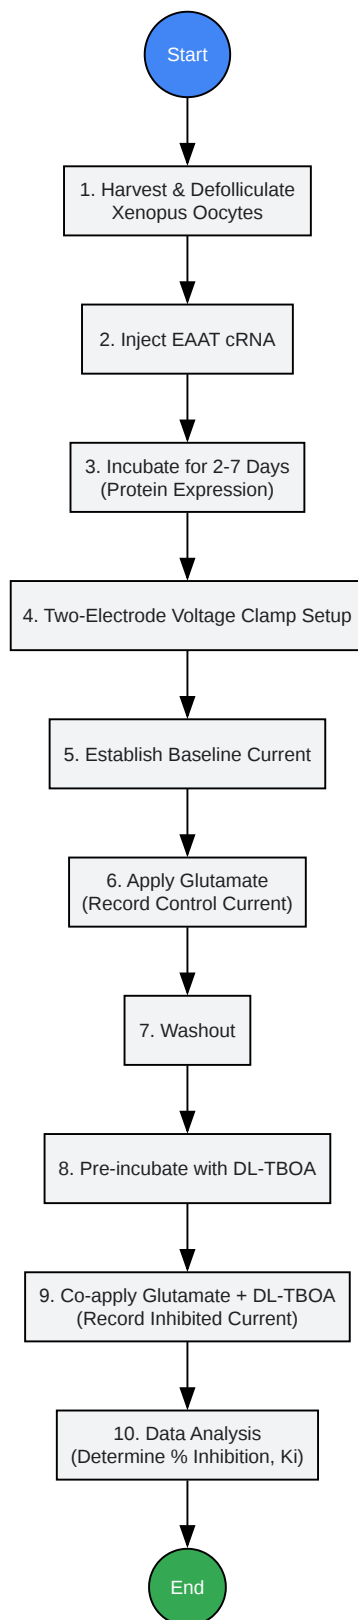 Start
1. Harvest & Defolliculate
Xenopus Oocytes
2. Inject EAAT cRNA
3. Incubate for 2-7 Days
(Protein Expression)
4. Two-Electrode Voltage Clamp Setup
5. Establish Baseline Current
6. Apply Glutamate
(Record Control Current)
7. Washout
8. Pre-incubate with DL-TBOA
9. Co-apply Glutamate + DL-TBOA
(Record Inhibited Current)
10. Data Analysis
(Determine % Inhibition, Ki)
End